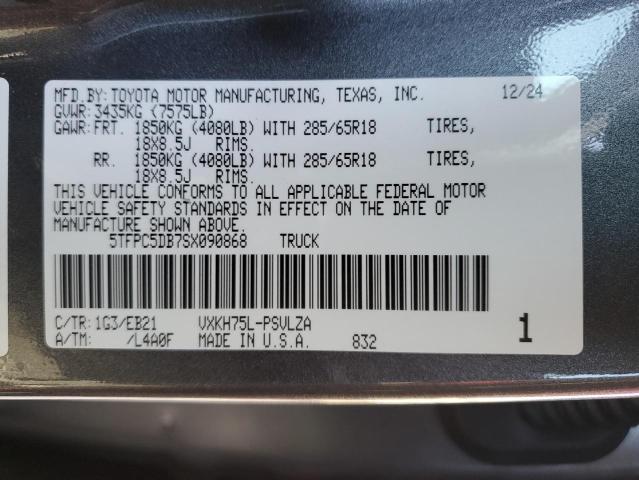 MFD.BY:TOYOTA MOTOR MANUFACTURING, TEXAS, INC. 12/24
GVWR:3435KG (7575LB)
GAWR:FRT. 1850KG (4080LB) WITH 285/65R18 TIRES,
18X8.5J RIMS.
RR. 1850KG (4080LB) WITH 285/65R18 TIRES,
18X8.5J RIMS.
THIS VEHICLE CONFORMS TO ALL APPLICABLE FEDERAL MOTOR
VEHICLE SAFETY STANDARDS IN EFFECT ON THE DATE OF
MANUFACTURE SHOWN ABOVE.
5TFPC5DB7SX090868 TRUCK
C/TR:1G3/EB21 VXKH75L-PSVLZA
A/TM: /L4A0F MADE IN U.S.A. 832 1